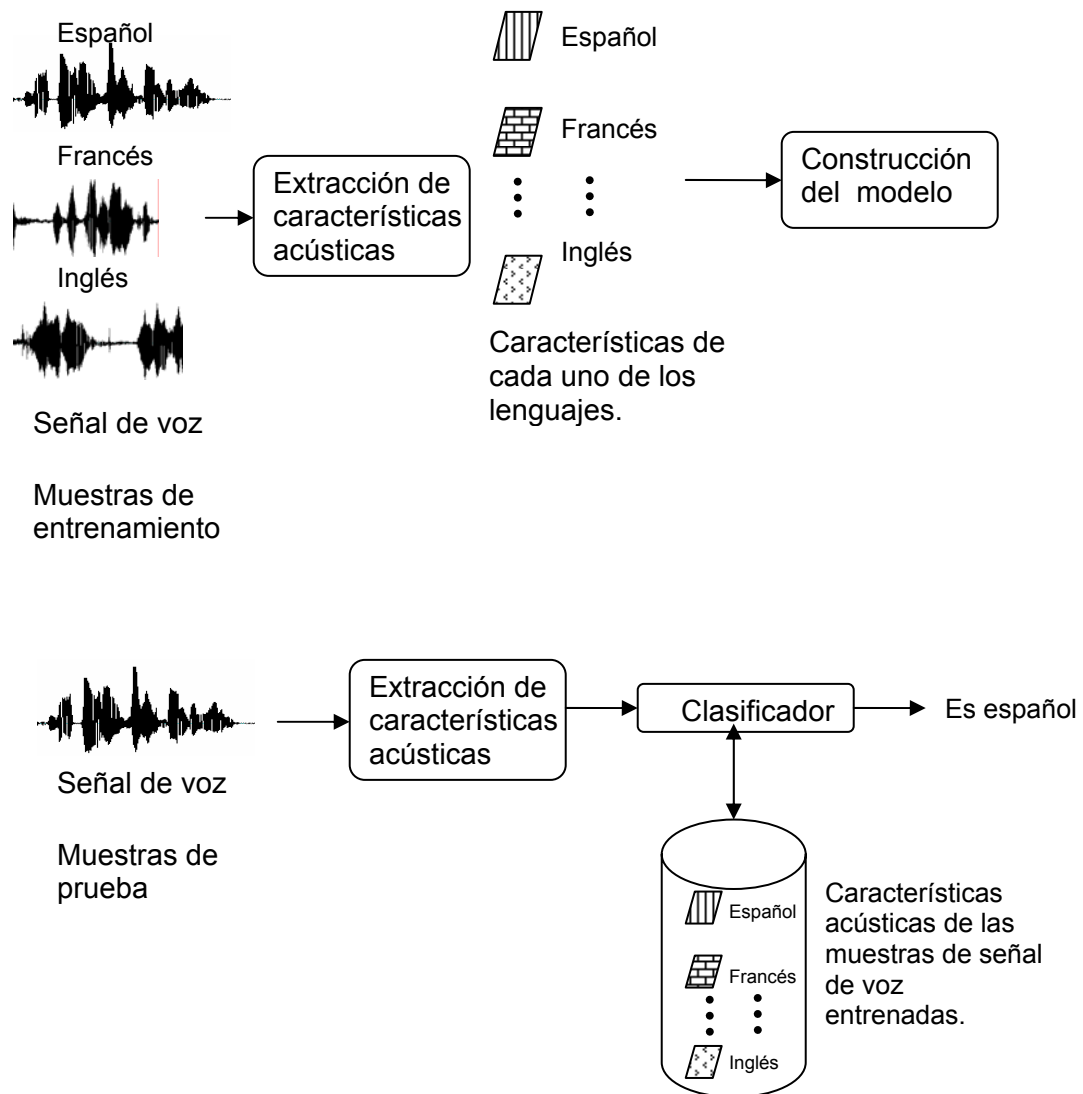 Español
Francés
Inglés
Señal de voz
Muestras de
entrenamiento
Extracción de
características
acústicas
Español
Francés
Inglés
Características de
cada uno de los
lenguajes.
Construcción
del modelo
Señal de voz
Muestras de
prueba
Extracción de
características
acústicas
Clasificador
Es español
Español
Francés
Inglés
Características
acústicas de las
muestras de señal
de voz
entrenadas.